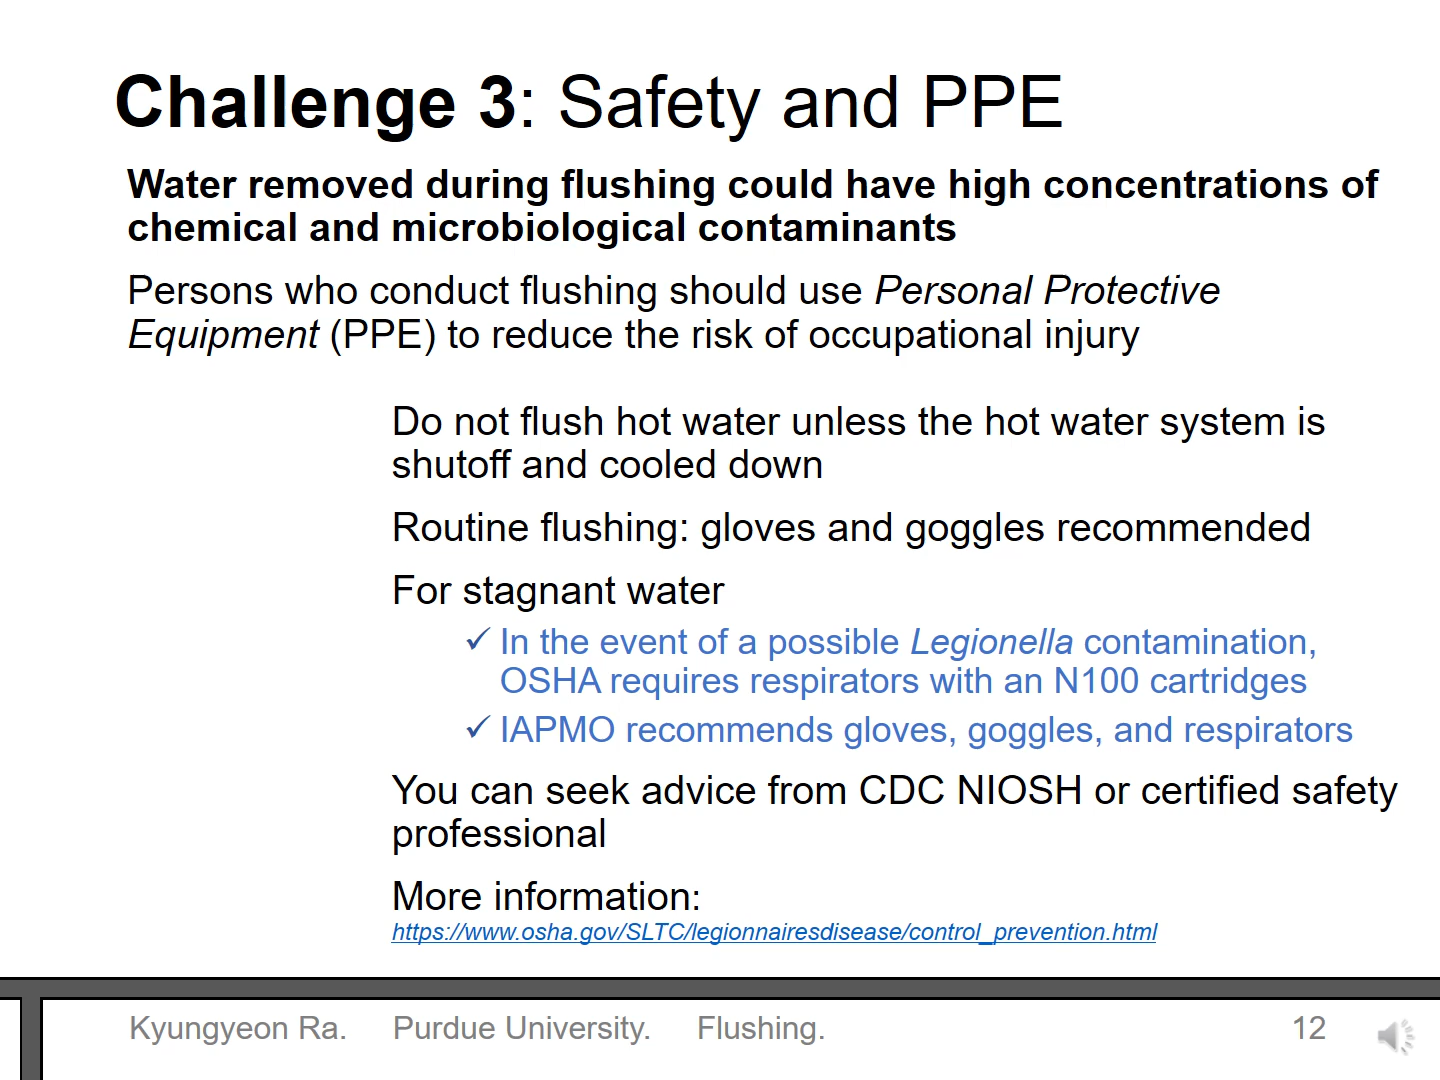 Challenge 3: Safety and PPE
Water removed during flushing could have high concentrations of
chemical and microbiological contaminants
Persons who conduct flushing should use Personal Protective
Equipment (PPE) to reduce the risk of occupational injury
Do not flush hot water unless the hot water system is
shutoff and cooled down
Routine flushing: gloves and goggles recommended
For stagnant water
✓ In the event of a possible Legionella contamination,
OSHA requires respirators with an N100 cartridges
✓ IAPMO recommends gloves, goggles, and respirators
You can seek advice from CDC NIOSH or certified safety
professional
More information:
https://www.osha.gov/SLTC/legionnairesdisease/control_prevention.html
Kyungyeon Ra. Purdue University. Flushing. 12